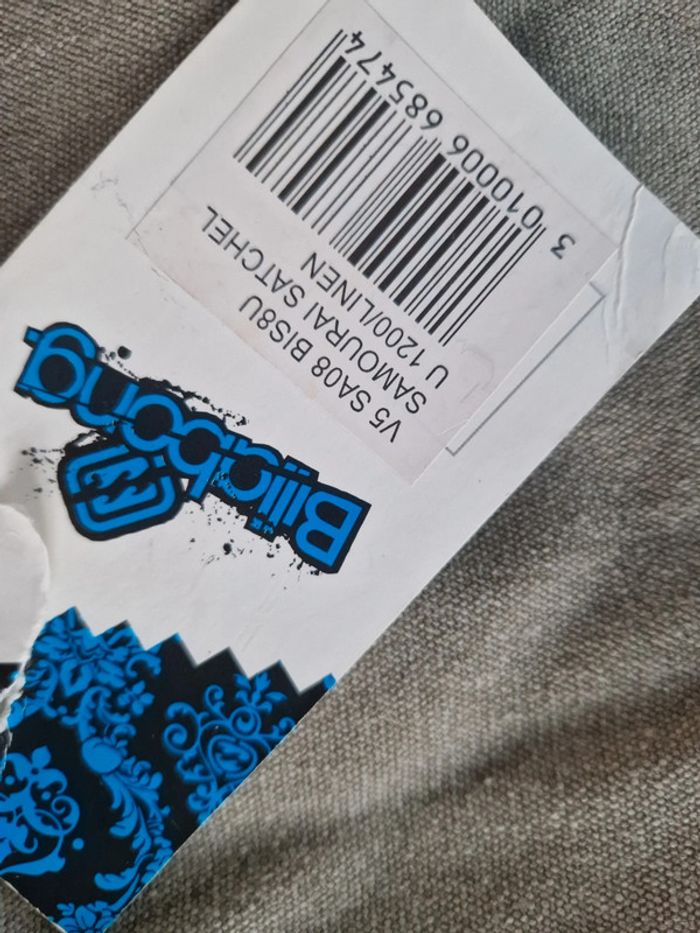 Billabong
V5 SA08 BIS8U
SAMOURAI SATCHEL
U 1200/LINEN
3 010006 685474